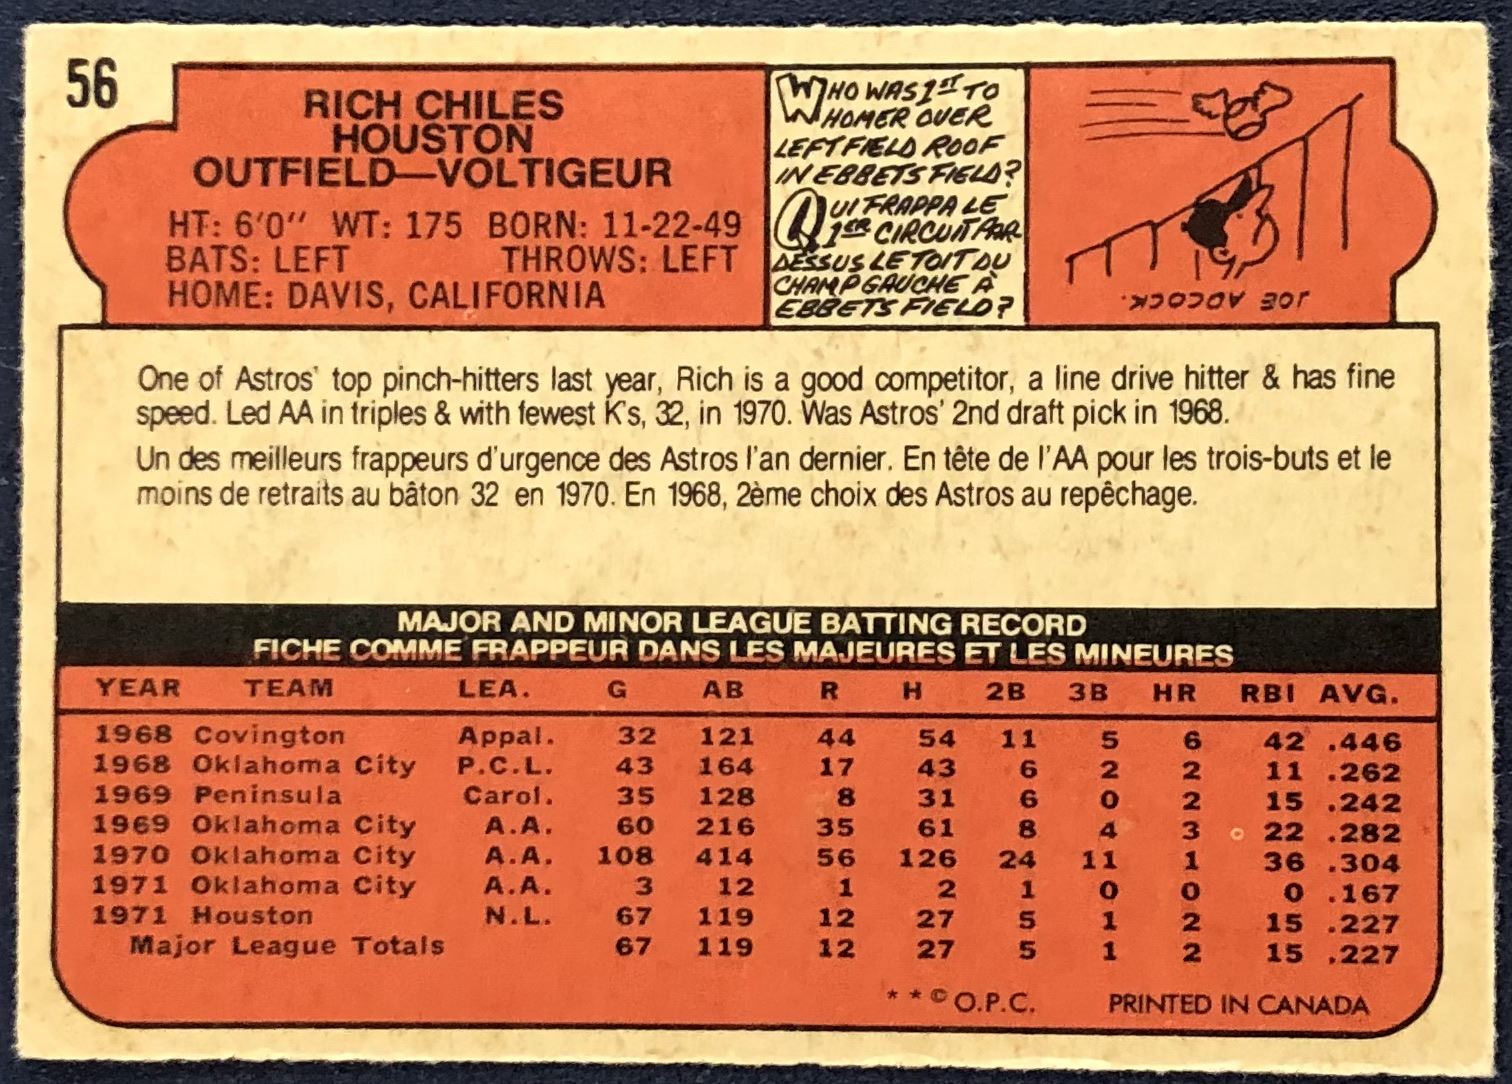 56
RICH CHILES
HOUSTON
OUTFIELD—VOLTIGEUR
HT: 6'0" WT: 175 BORN: 11-22-49
BATS: LEFT THROWS: LEFT
HOME: DAVIS, CALIFORNIA
WHO WAS 1ST TO
HOMER OVER
LEFT FIELD ROOF
IN EBBETS FIELD?
QUI FRAPPA LE
1ER CIRCUIT PAR
DESSUS LE TOIT DU
CHAMP GAUCHE À
EBBETS FIELD?
JOE ADCOCK.
One of Astros' top pinch-hitters last year, Rich is a good competitor, a line drive hitter & has fine
speed. Led AA in triples & with fewest K's, 32, in 1970. Was Astros' 2nd draft pick in 1968.
Un des meilleurs frappeurs d'urgence des Astros l'an dernier. En tête de l'AA pour les trois-buts et le
moins de retraits au bâton 32 en 1970. En 1968, 2ème choix des Astros au repêchage.
MAJOR AND MINOR LEAGUE BATTING RECORD
FICHE COMME FRAPPEUR DANS LES MAJEURES ET LES MINEURES
YEAR TEAM LEA. G AB R H 2B 3B HR RBI AVG.
1968 Covington Appal. 32 121 44 54 11 5 6 42 .446
1968 Oklahoma City P.C.L. 43 164 17 43 6 2 2 11 .262
1969 Peninsula Carol. 35 128 8 31 6 0 2 15 .242
1969 Oklahoma City A.A. 60 216 35 61 8 4 3 22 .282
1970 Oklahoma City A.A. 108 414 56 126 24 11 1 36 .304
1971 Oklahoma City A.A. 3 12 1 2 1 0 0 0 .167
1971 Houston N.L. 67 119 12 27 5 1 2 15 .227
Major League Totals 67 119 12 27 5 1 2 15 .227
* * © O.P.C. PRINTED IN CANADA